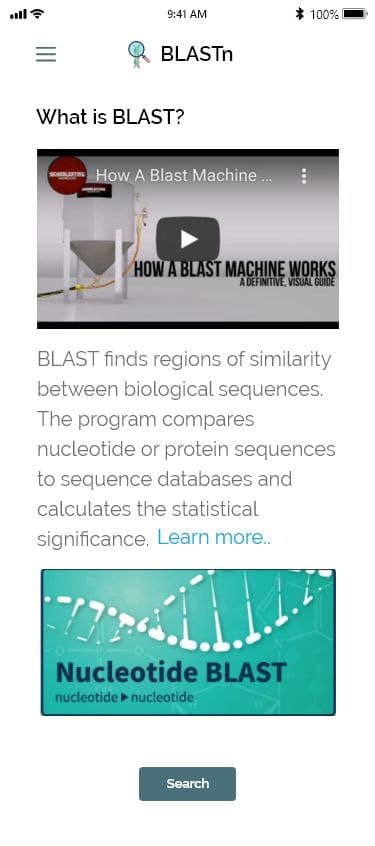 9:41 AM
100%
BLASTn
What is BLAST?
How A Blast Machine ...
HOW A BLAST MACHINE WORKS
A DEFINITIVE, VISUAL GUIDE
BLAST finds regions of similarity
between biological sequences.
The program compares
nucleotide or protein sequences
to sequence databases and
calculates the statistical
significance. Learn more..
Nucleotide BLAST
nucleotide ▶ nucleotide
Search